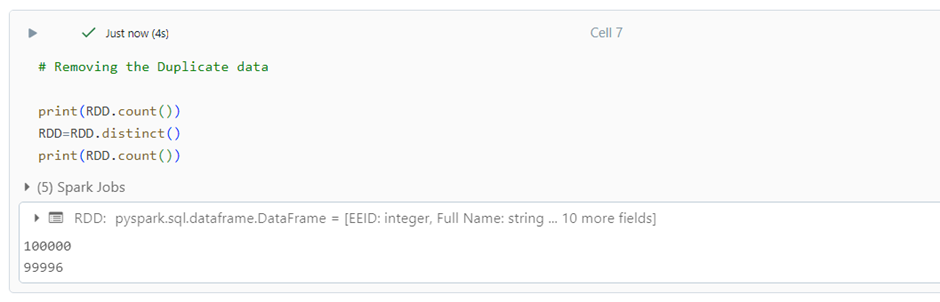 Just now (4s)
Cell 7
# Removing the Duplicate data
print(RDD.count())
RDD=RDD.distinct()
print(RDD.count())
(5) Spark Jobs
RDD: pyspark.sql.dataframe.DataFrame = [EEID: integer, Full Name: string ... 10 more fields]
100000
99996